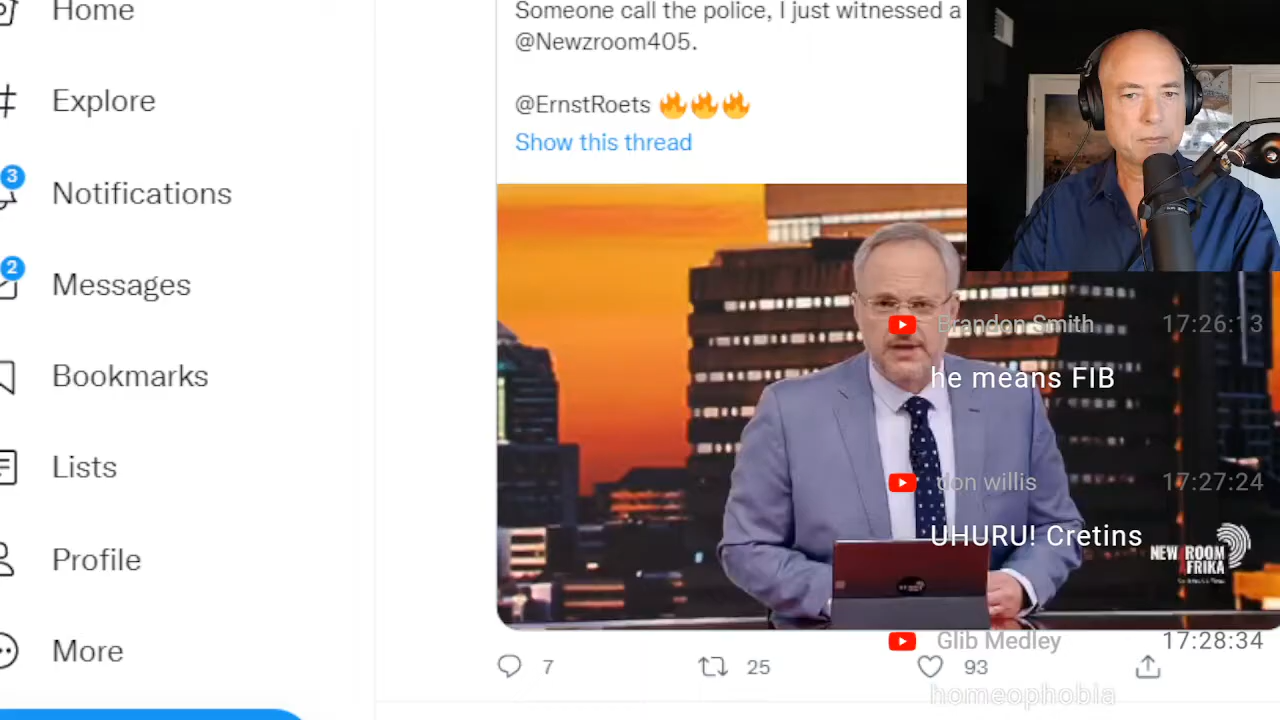 Home
Explore
3
Notifications
2
Messages
Bookmarks
Lists
Profile
More
Someone call the police, I just witnessed a
@Newzroom405.
@ErnstRoets 🔥🔥🔥
Show this thread
Brandon Smith 17:26:13
he means FIB
don willis 17:27:24
UHURU! Cretins
NEWZROOM
AFRIKA
Glib Medley 17:28:34
homeophobia
7 25 93